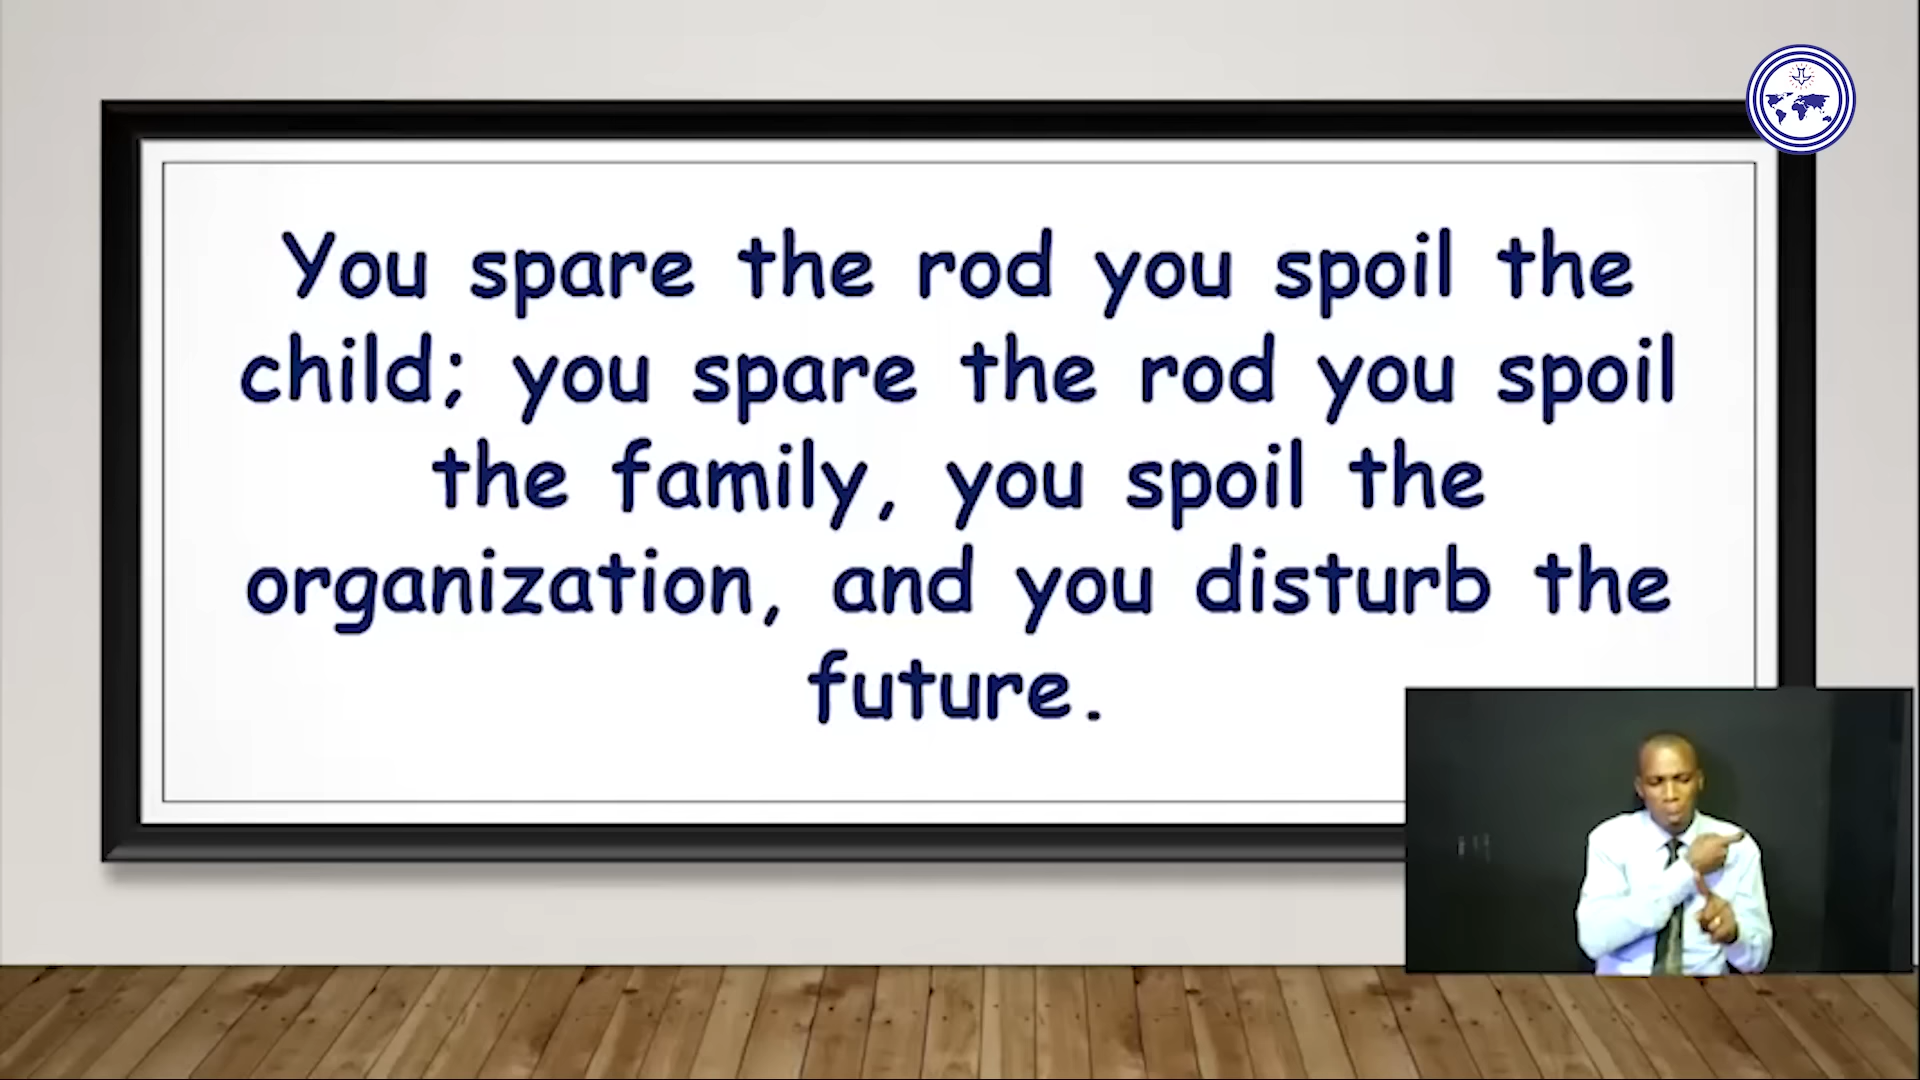 You spare the rod you spoil the
child; you spare the rod you spoil
the family, you spoil the
organization, and you disturb the
future.